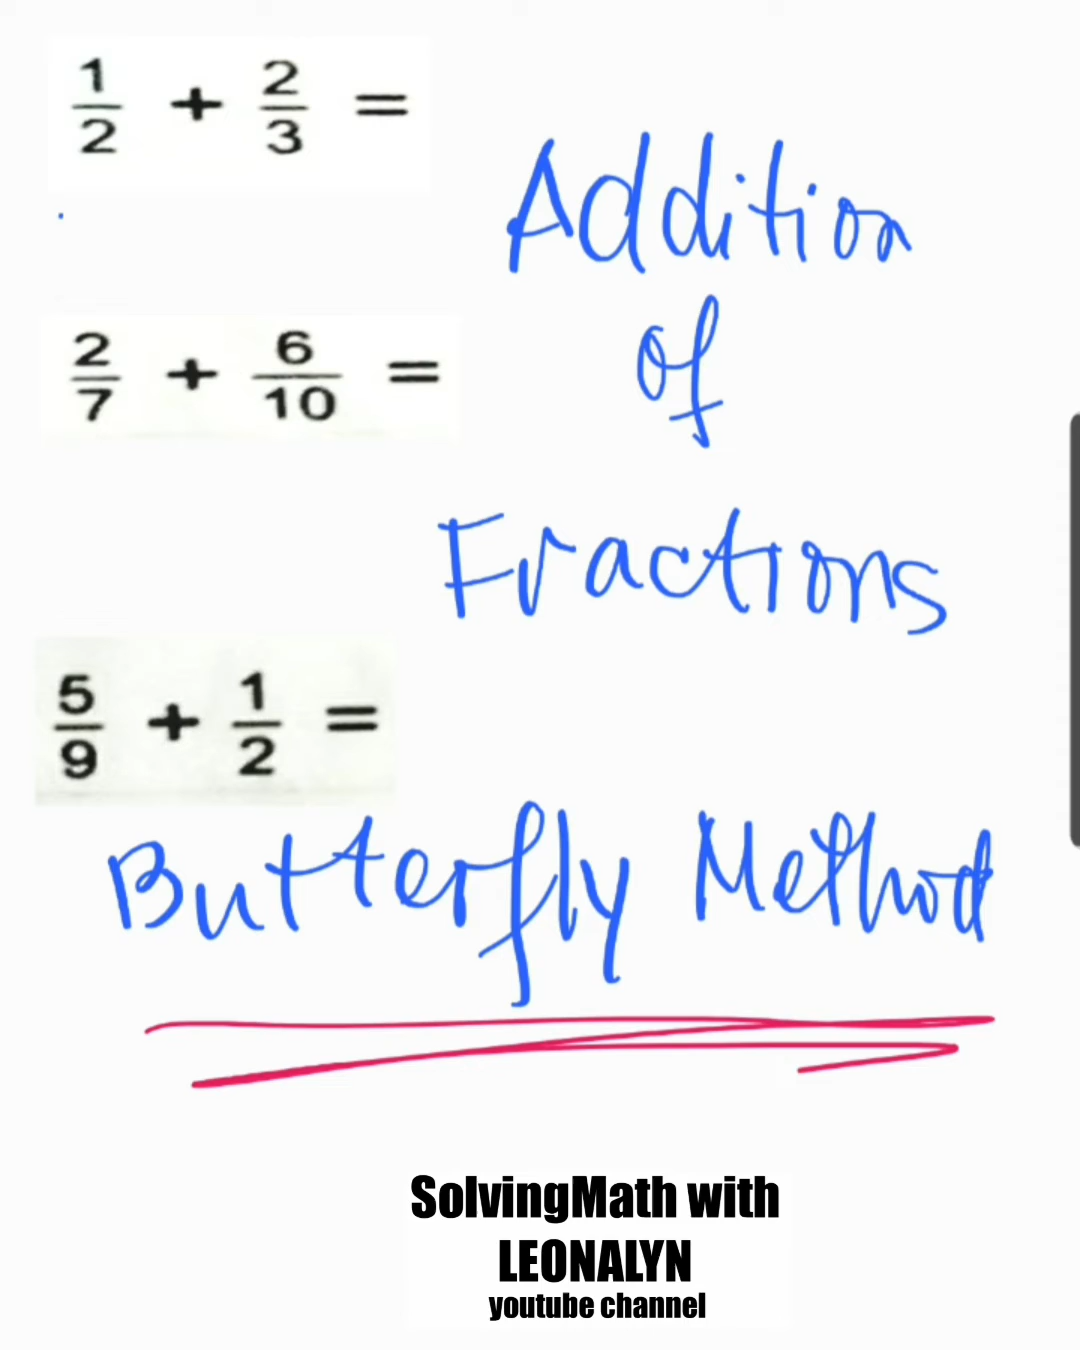 1/2 + 2/3 =
Addition
of
2/7 + 6/10 =
Fractions
5/9 + 1/2 =
Butterfly Method
SolvingMath with
LEONALYN
youtube channel